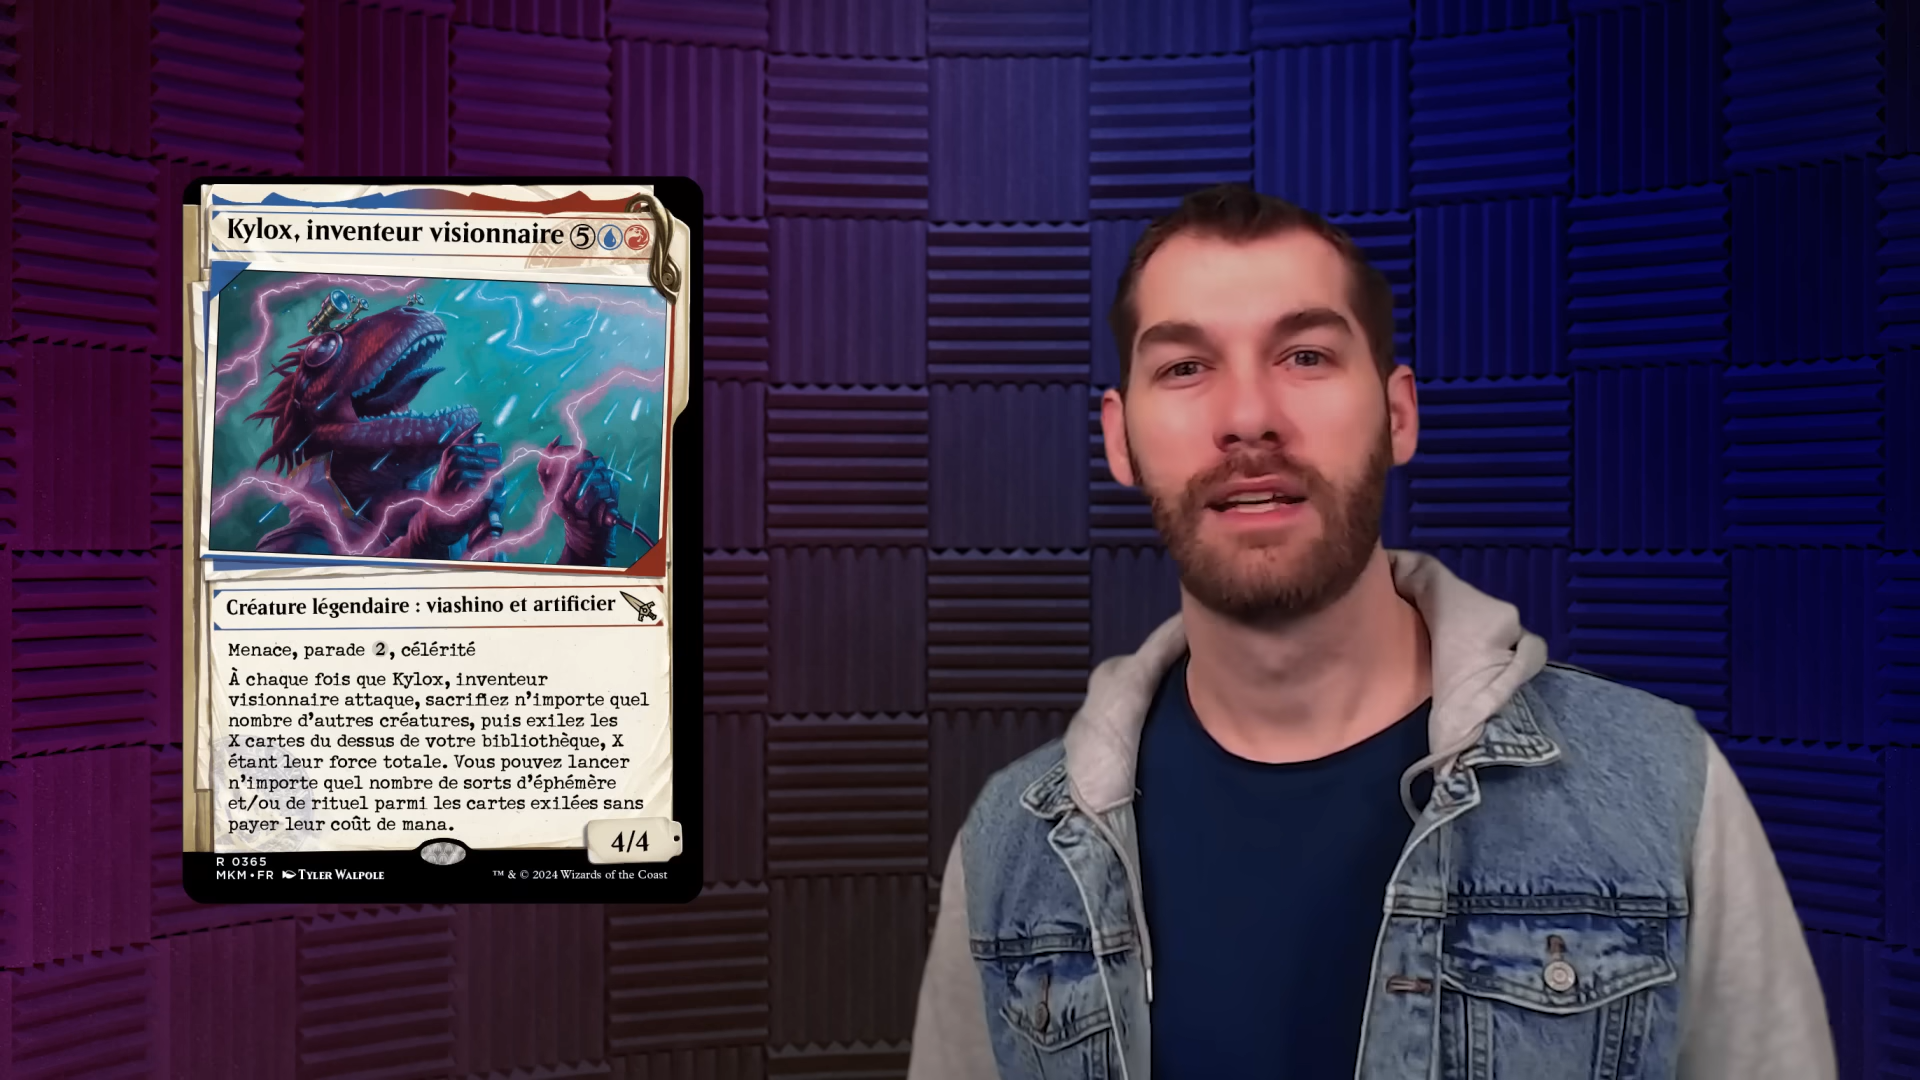 Kylox, inventeur visionnaire 5
Créature légendaire : viashino et artificier
Menace, parade 2, célérité
À chaque fois que Kylox, inventeur
visionnaire attaque, sacrifiez n'importe quel
nombre d'autres créatures, puis exilez les
X cartes du dessus de votre bibliothèque, X
étant leur force totale. Vous pouvez lancer
n'importe quel nombre de sorts d'éphémère
et/ou de rituel parmi les cartes exilées sans
payer leur coût de mana.
4/4
R 0365
MKM • FR Tyler Walpole
™ & © 2024 Wizards of the Coast